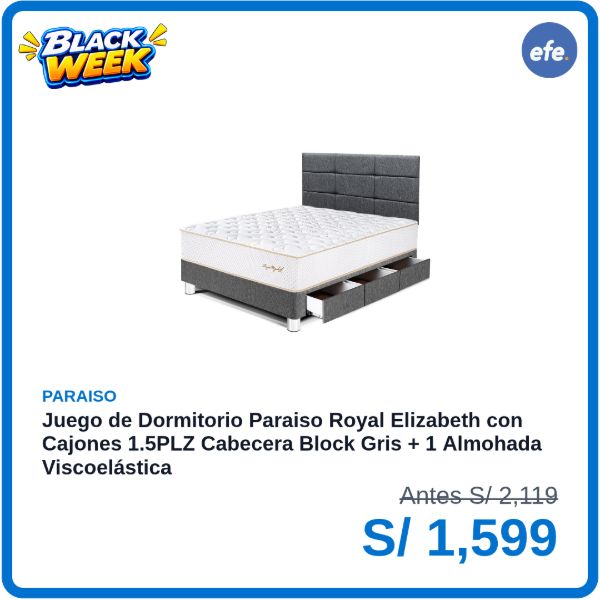 BLACK
WEEK
efe.
PARAISO
Juego de Dormitorio Paraiso Royal Elizabeth con
Cajones 1.5PLZ Cabecera Block Gris + 1 Almohada
Viscoelástica
Antes S/ 2,119
S/ 1,599